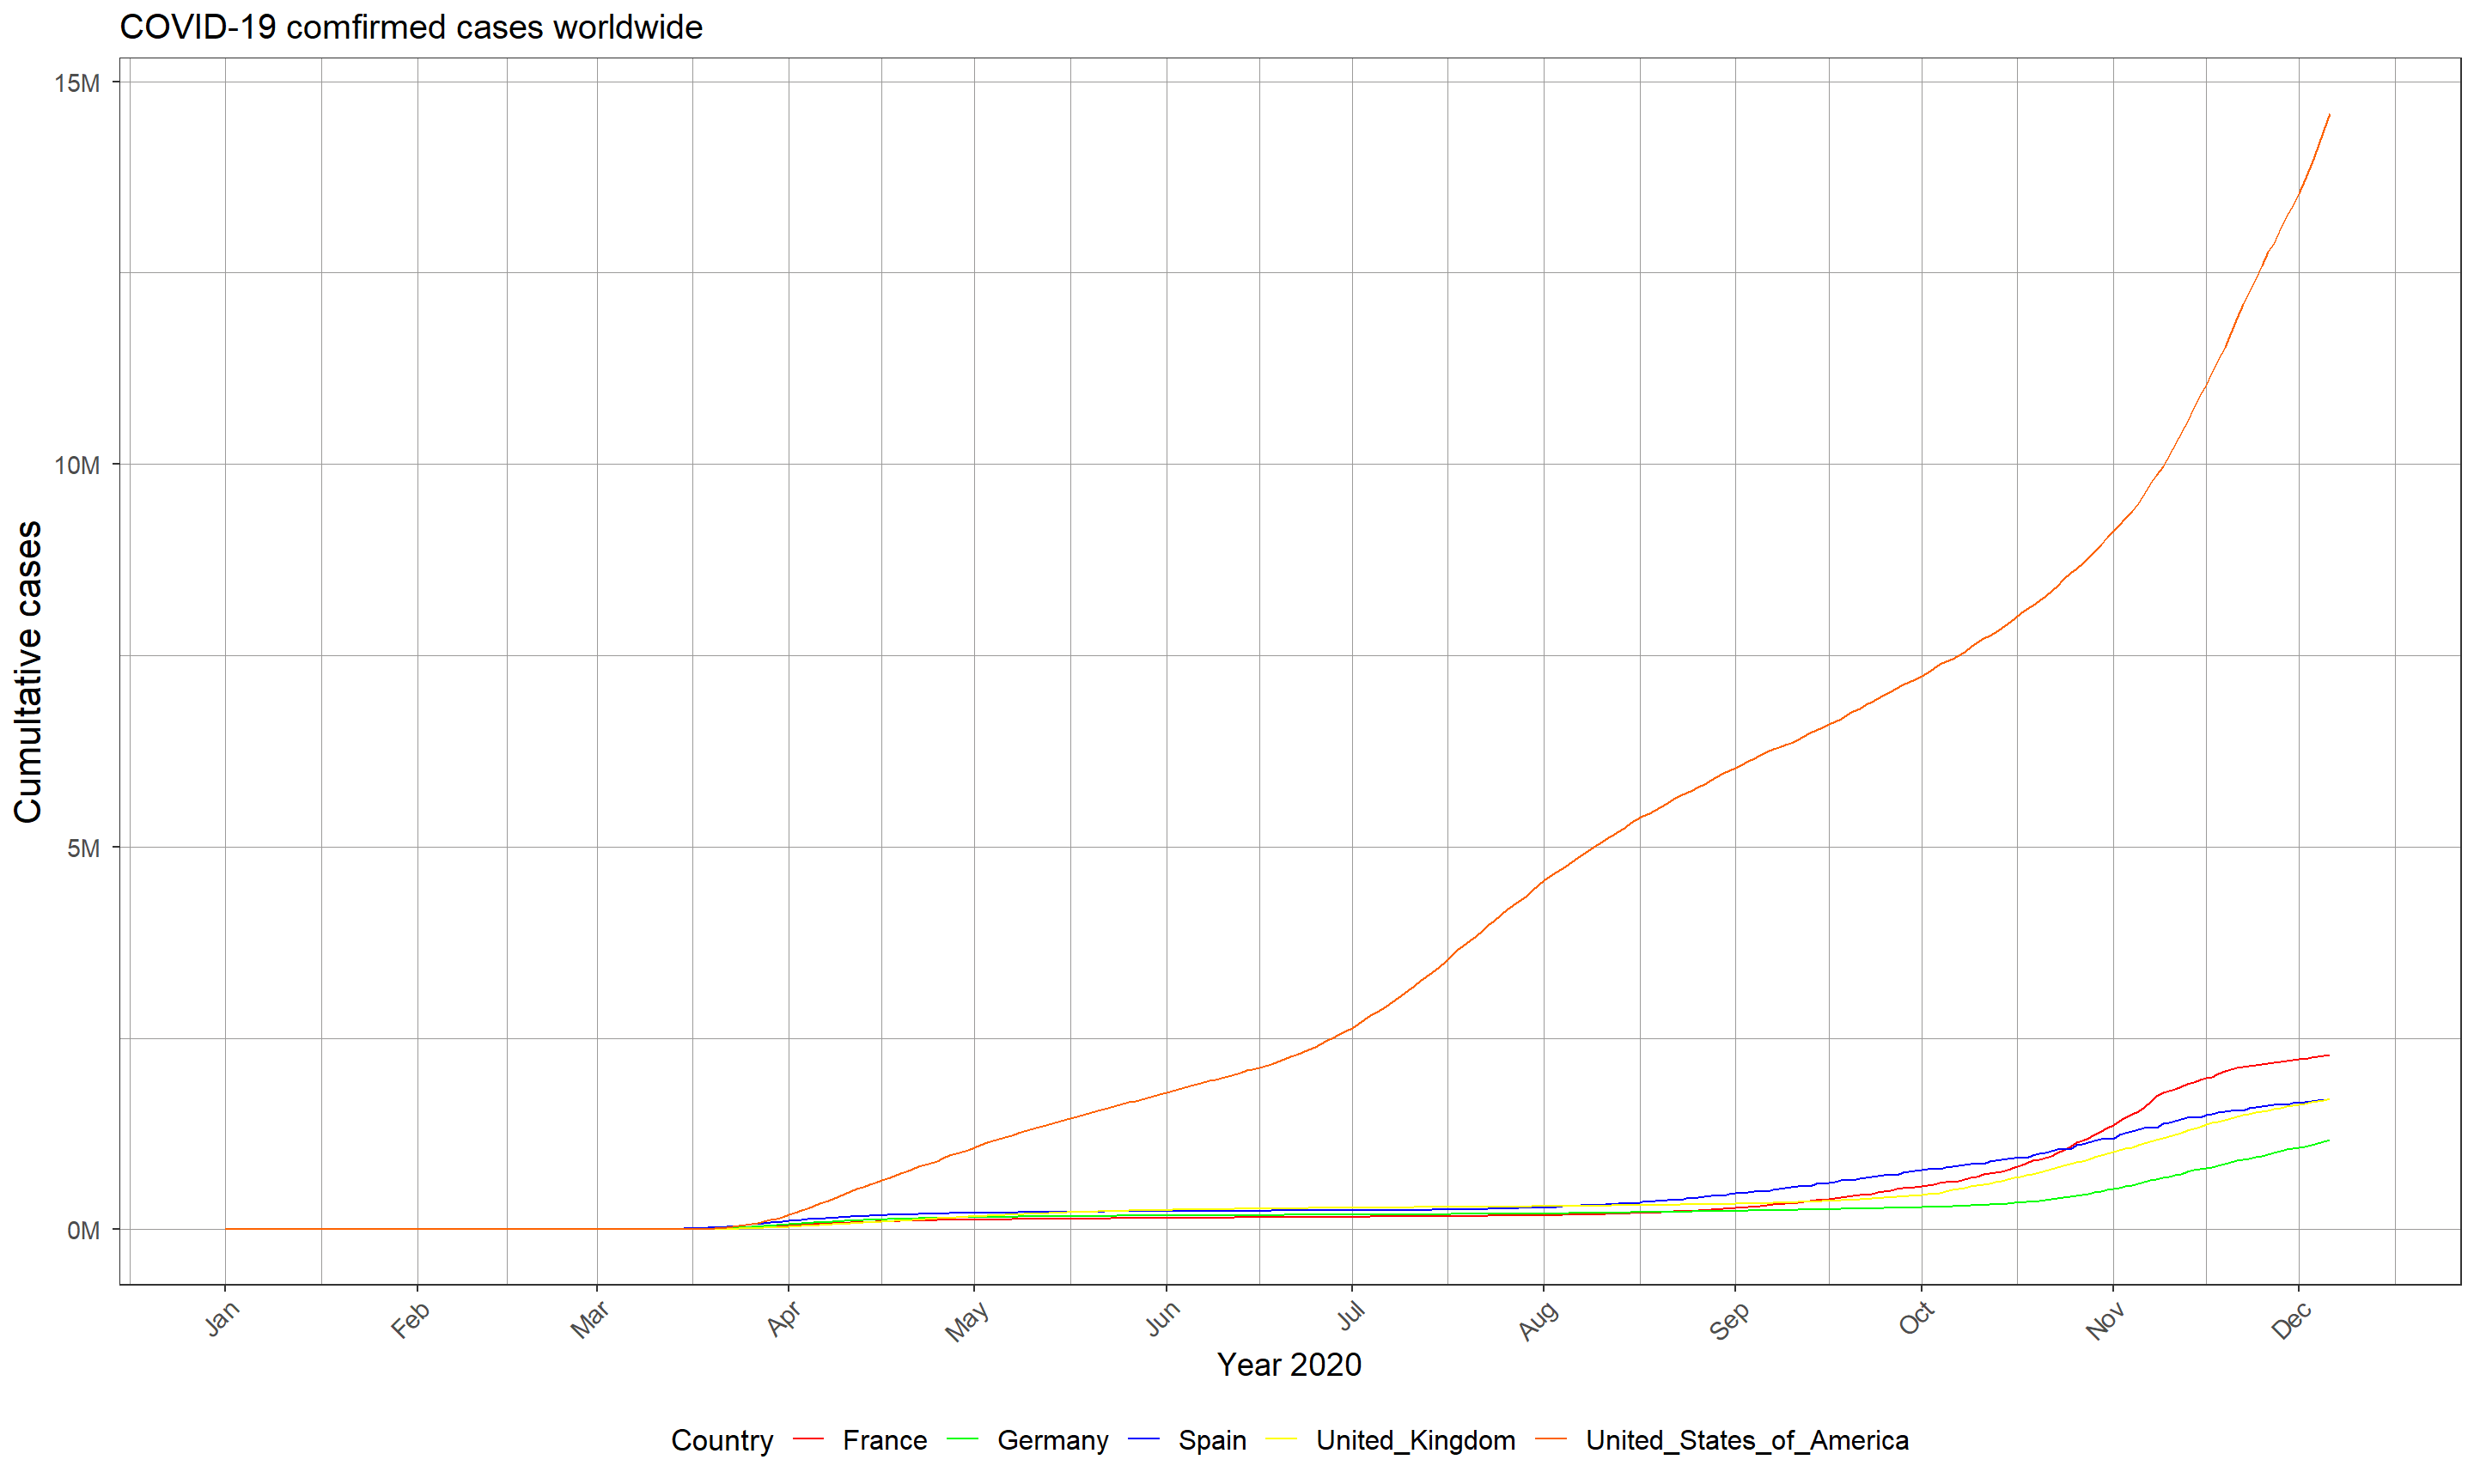 COVID-19 comfirmed cases worldwide
15M
10M
5M
0M
Cumultative cases
Jan Feb Mar Apr May Jun Jul Aug Sep Oct Nov Dec
Year 2020
Country France Germany Spain United_Kingdom United_States_of_America